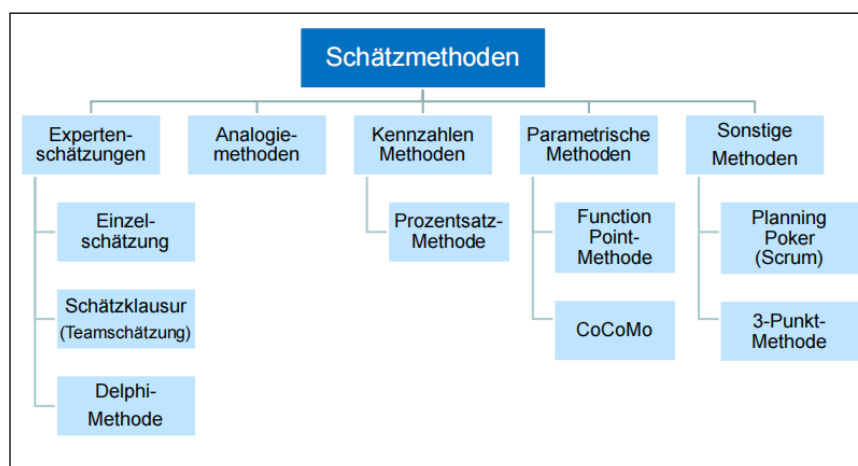 Schätzmethoden
Experten-
schätzungen
Analogie-
methoden
Kennzahlen
Methoden
Parametrische
Methoden
Sonstige
Methoden
Einzel-
schätzung
Schätzklausur
(Teamschätzung)
Delphi-
Methode
Prozentsatz-
Methode
Function
Point-
Methode
CoCoMo
Planning
Poker
(Scrum)
3-Punkt-
Methode